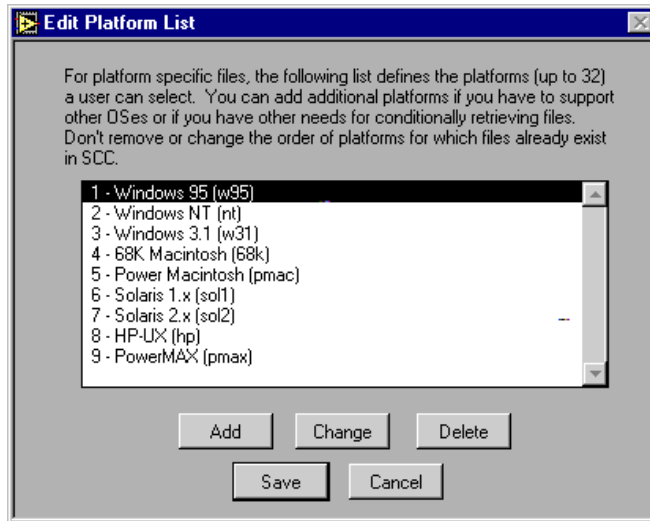 Edit Platform List
For platform specific files, the following list defines the platforms (up to 32)
a user can select. You can add additional platforms if you have to support
other OSes or if you have other needs for conditionally retrieving files.
Don't remove or change the order of platforms for which files already exist
in SCC.
1 - Windows 95 (w95)
2 - Windows NT (nt)
3 - Windows 3.1 (w31)
4 - 68K Macintosh (68k)
5 - Power Macintosh (pmac)
6 - Solaris 1.x (sol1)
7 - Solaris 2.x (sol2)
8 - HP-UX (hp)
9 - PowerMAX (pmax)
Add Change Delete
Save Cancel